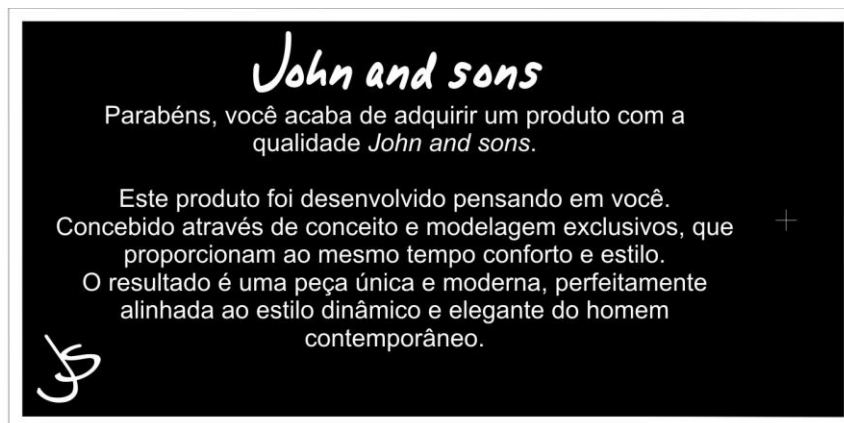 John and sons
Parabéns, você acaba de adquirir um produto com a
qualidade John and sons.
Este produto foi desenvolvido pensando em você.
Concebido através de conceito e modelagem exclusivos, que
proporcionam ao mesmo tempo conforto e estilo.
O resultado é uma peça única e moderna, perfeitamente
alinhada ao estilo dinâmico e elegante do homem
contemporâneo.
JS